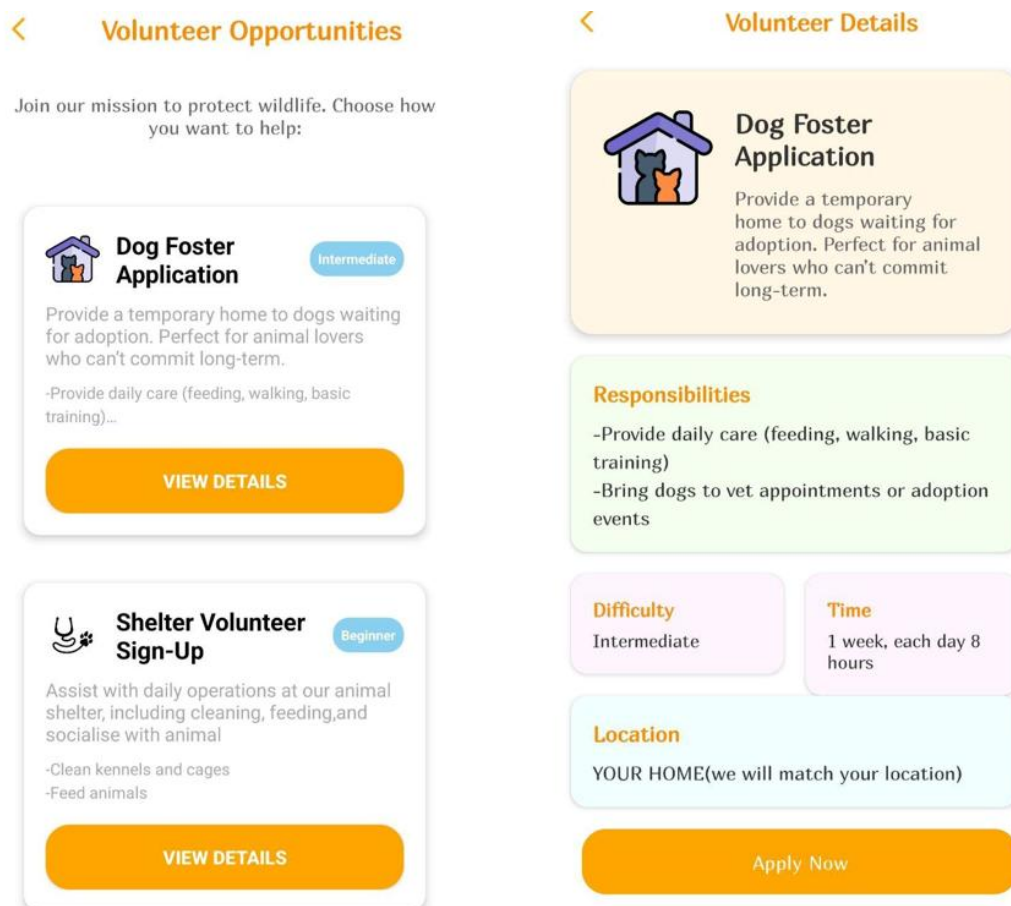 Volunteer Opportunities
Join our mission to protect wildlife. Choose how
you want to help:
Dog Foster
Application
Intermediate
Provide a temporary home to dogs waiting
for adoption. Perfect for animal lovers
who can't commit long-term.
-Provide daily care (feeding, walking, basic
training)...
VIEW DETAILS
Shelter Volunteer
Sign-Up
Beginner
Assist with daily operations at our animal
shelter, including cleaning, feeding,and
socialise with animal
-Clean kennels and cages
-Feed animals
VIEW DETAILS
Volunteer Details
Dog Foster
Application
Provide a temporary
home to dogs waiting for
adoption. Perfect for animal
lovers who can't commit
long-term.
Responsibilities
-Provide daily care (feeding, walking, basic
training)
-Bring dogs to vet appointments or adoption
events
Difficulty
Intermediate
Time
1 week, each day 8
hours
Location
YOUR HOME(we will match your location)
Apply Now